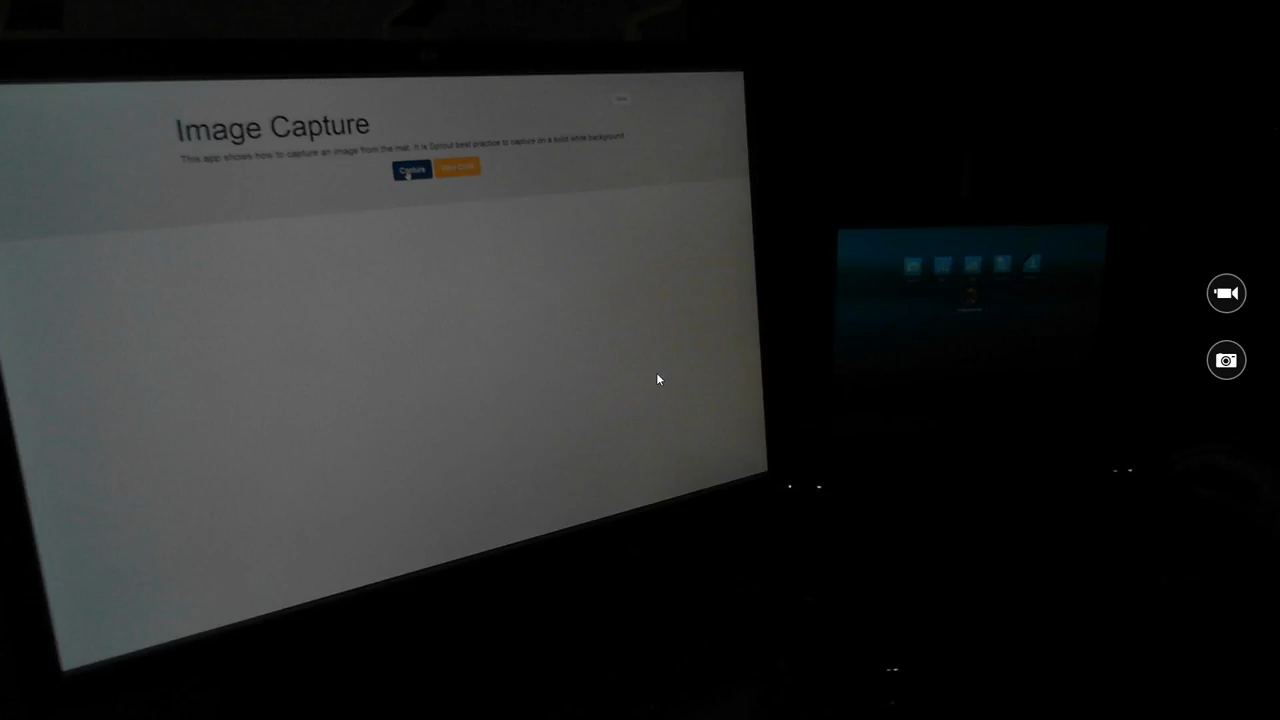 Image Capture
This app shows how to capture an image from the mat. It is Sprout best practice to capture on a solid white background
Capture